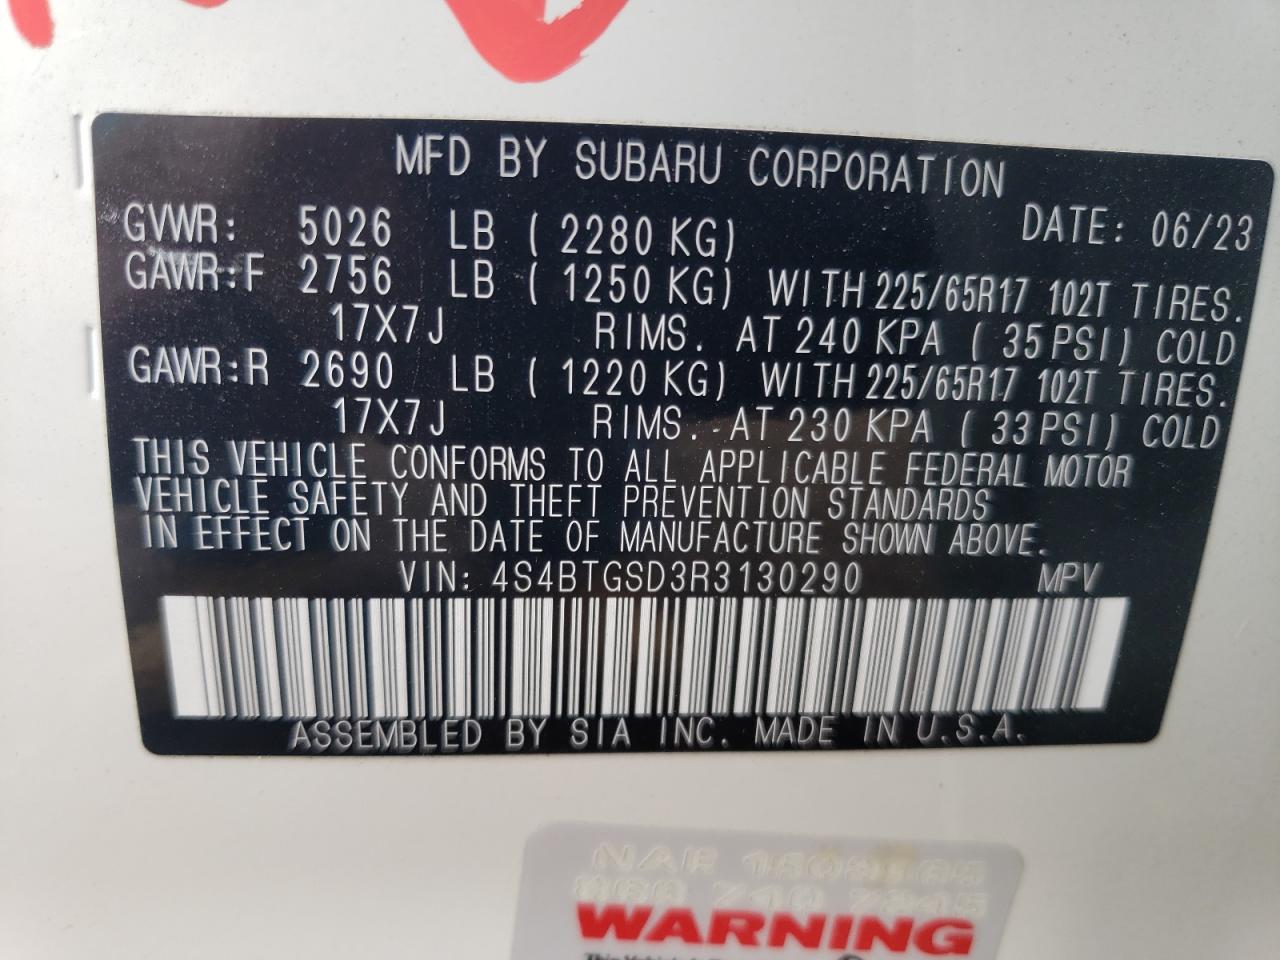 MFD BY SUBARU CORPORATION
GVWR: 5026 LB ( 2280 KG) DATE: 06/23
GAWR:F 2756 LB ( 1250 KG) WITH 225/65R17 102T TIRES.
17X7J RIMS. AT 240 KPA ( 35 PSI) COLD
GAWR:R 2690 LB ( 1220 KG) WITH 225/65R17 102T TIRES.
17X7J RIMS. AT 230 KPA ( 33 PSI) COLD
THIS VEHICLE CONFORMS TO ALL APPLICABLE FEDERAL MOTOR
VEHICLE SAFETY AND THEFT PREVENTION STANDARDS
IN EFFECT ON THE DATE OF MANUFACTURE SHOWN ABOVE.
VIN: 4S4BTGSD3R3130290 MPV
ASSEMBLED BY SIA INC. MADE IN U.S.A.
NAR
868 740
WARNING